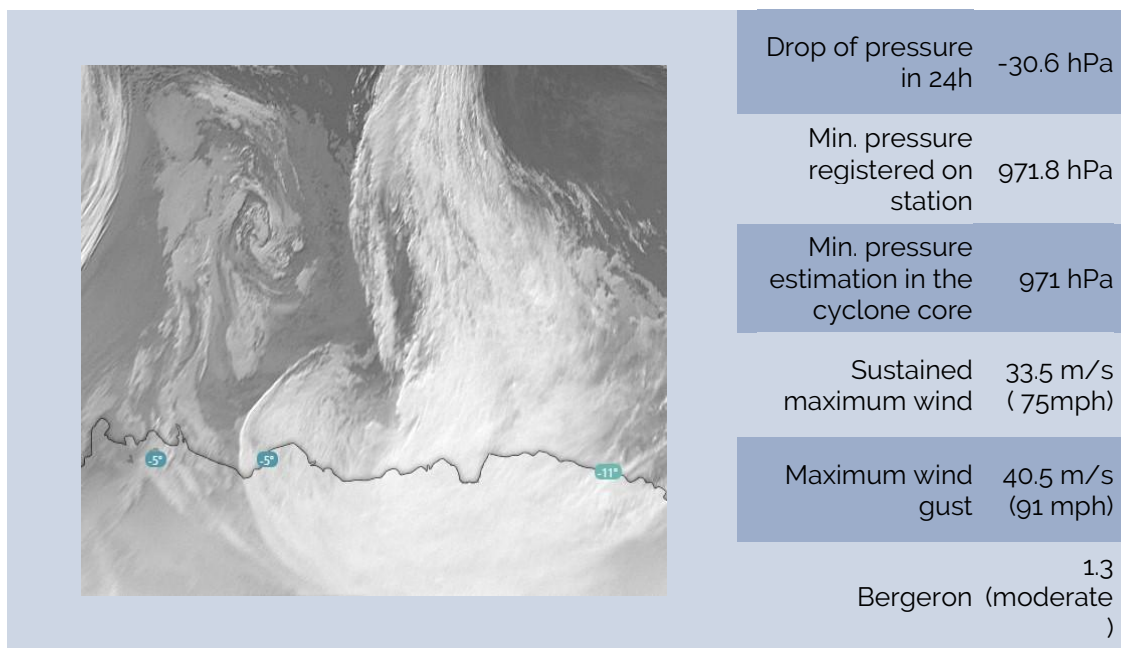 Drop of pressure
in 24h
-30.6 hPa
Min. pressure
registered on
station
971.8 hPa
Min. pressure
estimation in the
cyclone core
971 hPa
Sustained
maximum wind
33.5 m/s
( 75mph)
Maximum wind
gust
40.5 m/s
(91 mph)
Bergeron
1.3
(moderate
)
-5°
-5°
-11°